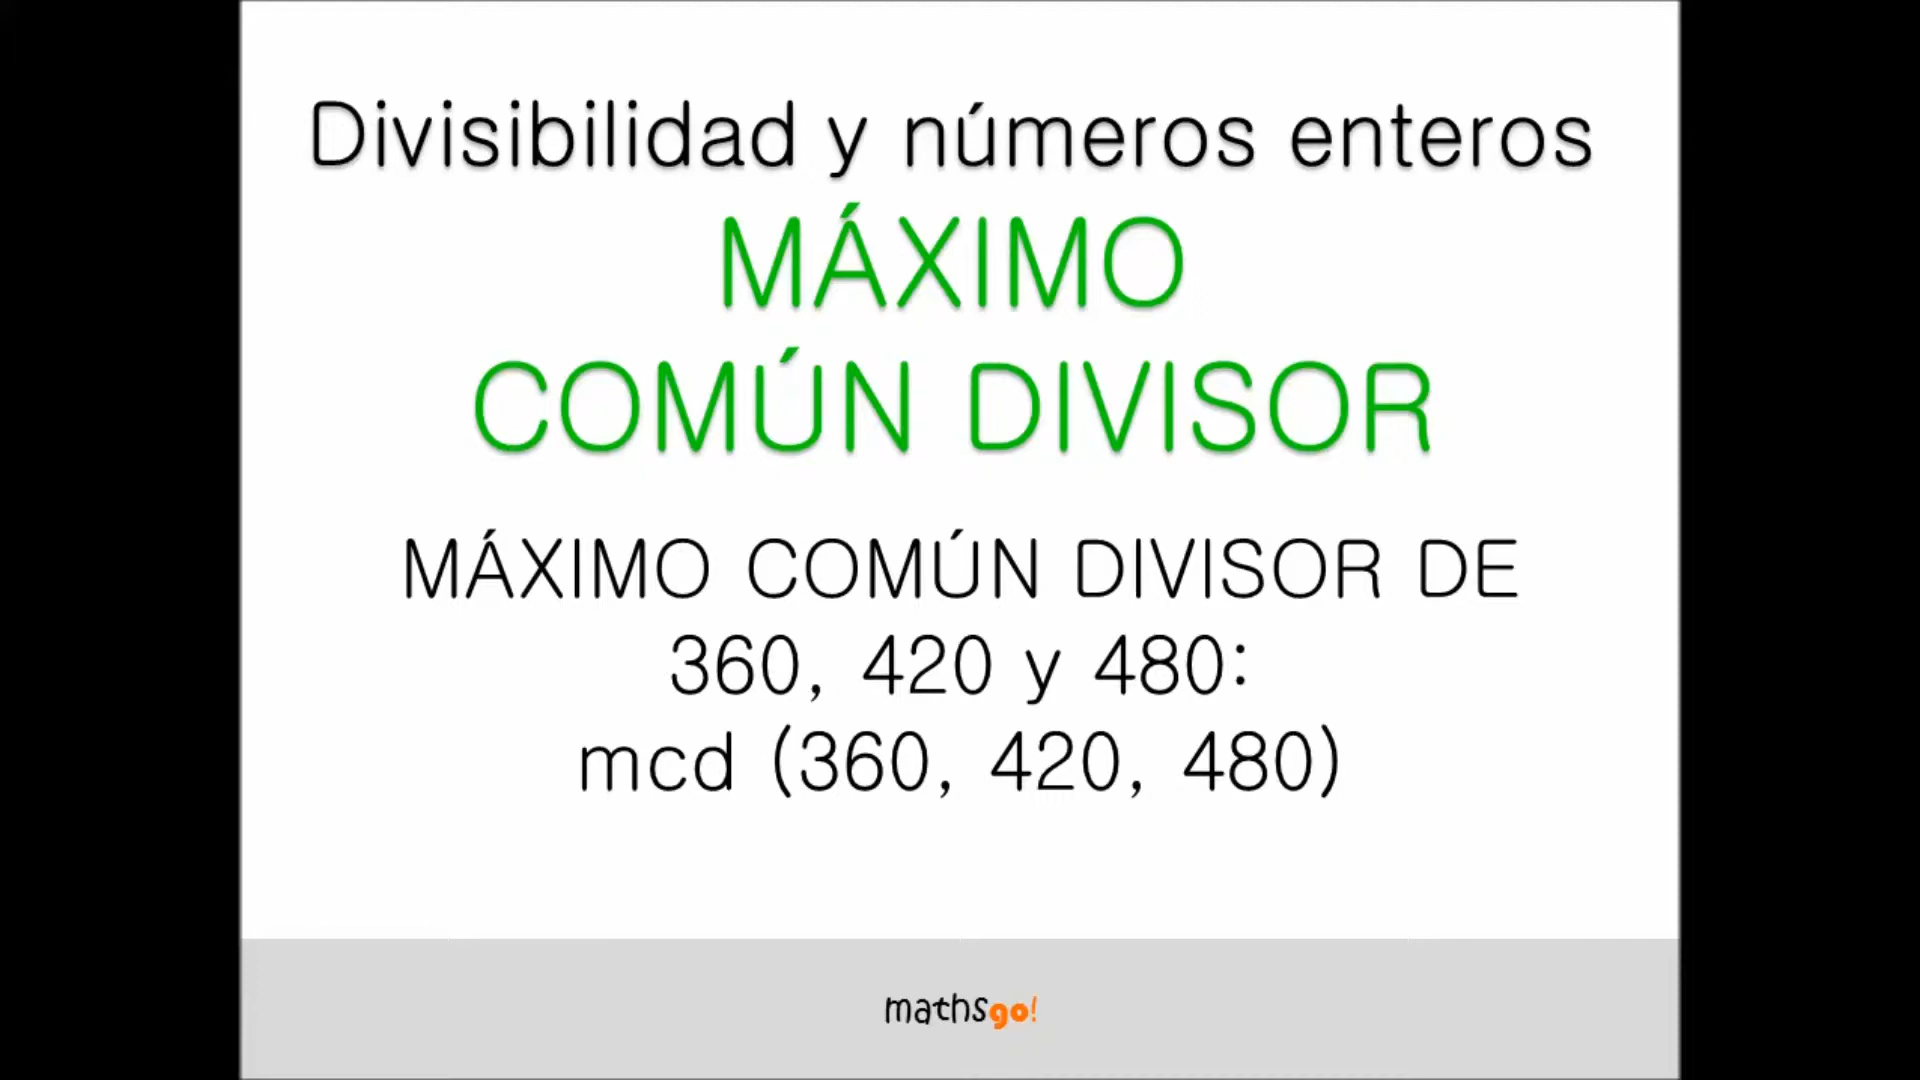 Divisibilidad y números enteros
MÁXIMO
COMÚN DIVISOR
MÁXIMO COMÚN DIVISOR DE
360, 420 y 480:
mcd (360, 420, 480)
mathsgo!